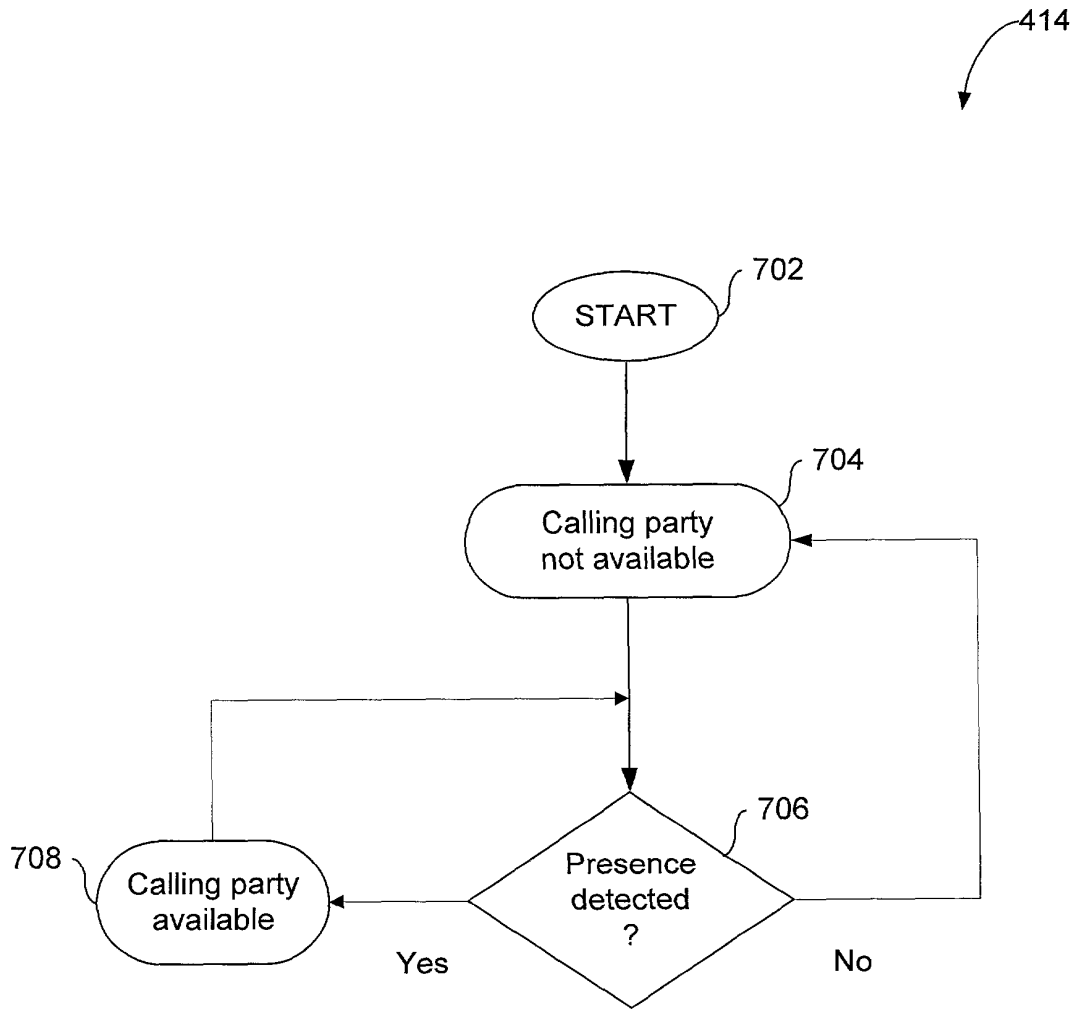 414
702
START
704
Calling party
not available
706
Presence
detected
?
708
Calling party
available
Yes
No